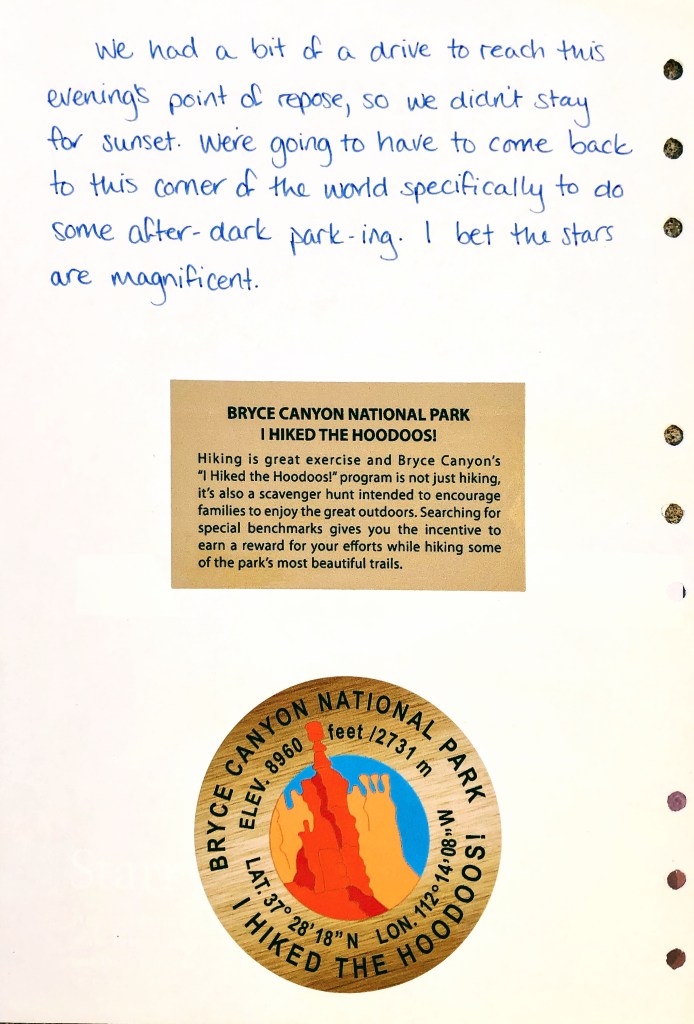 We had a bit of a drive to reach this
evening's point of repose, so we didn't stay
for sunset. We're going to have to come back
to this corner of the world specifically to do
some after-dark park-ing. I bet the stars
are magnificent.
BRYCE CANYON NATIONAL PARK
I HIKED THE HOODOOS!
Hiking is great exercise and Bryce Canyon's
"I Hiked the Hoodoos!" program is not just hiking,
it's also a scavenger hunt intended to encourage
families to enjoy the great outdoors. Searching for
special benchmarks gives you the incentive to
earn a reward for your efforts while hiking some
of the park's most beautiful trails.
BRYCE CANYON NATIONAL PARK
ELEV. 8960 feet /2731 m
LAT. 37° 28'18" N LON. 112°14'08" W
I HIKED THE HOODOOS!